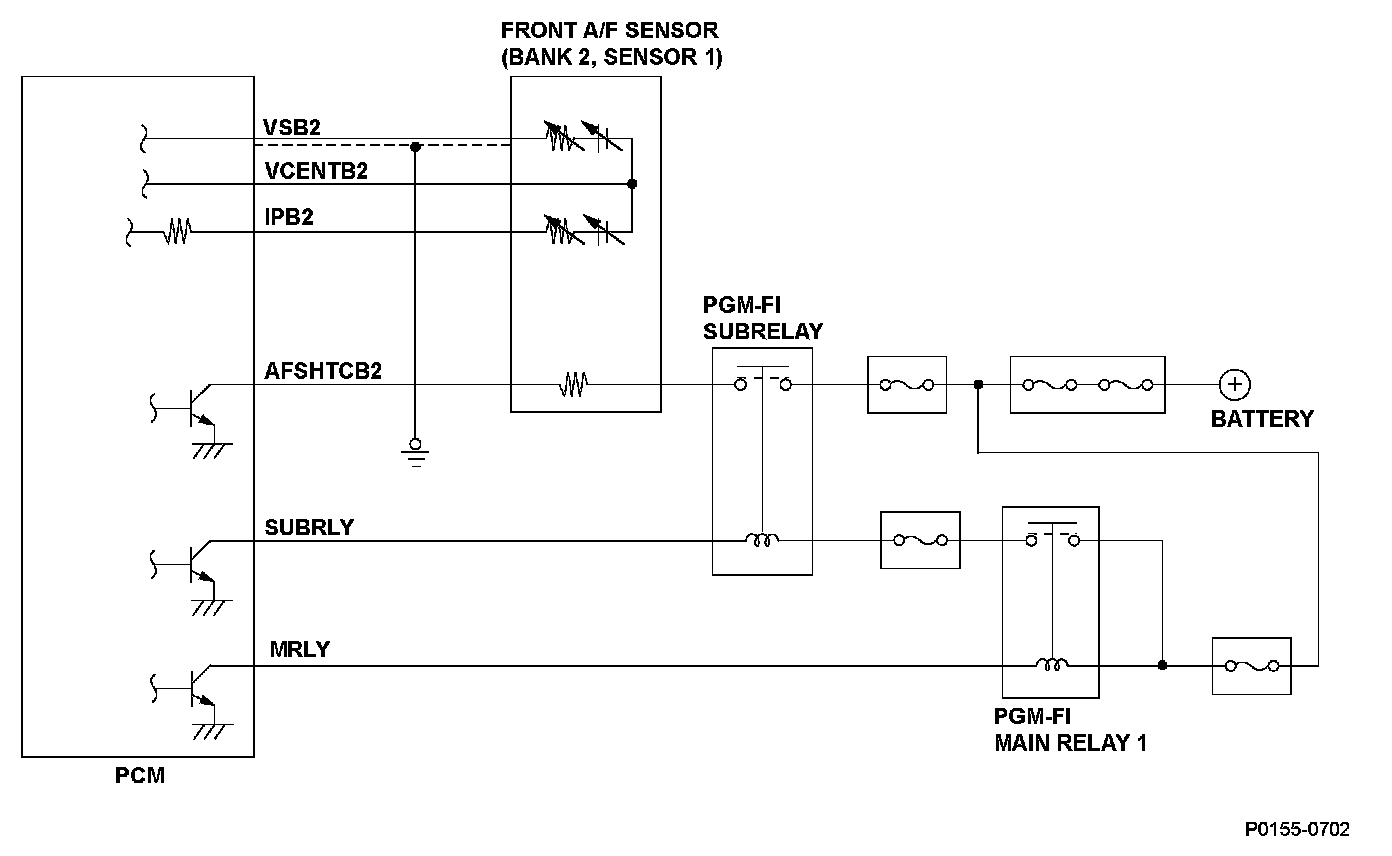 FRONT A/F SENSOR
(BANK 2, SENSOR 1)
VSB2
VCENTB2
IPB2
PGM-FI
SUBRELAY
AFSHTCB2
+
BATTERY
SUBRLY
MRLY
PGM-FI
MAIN RELAY 1
PCM
P0155-0702